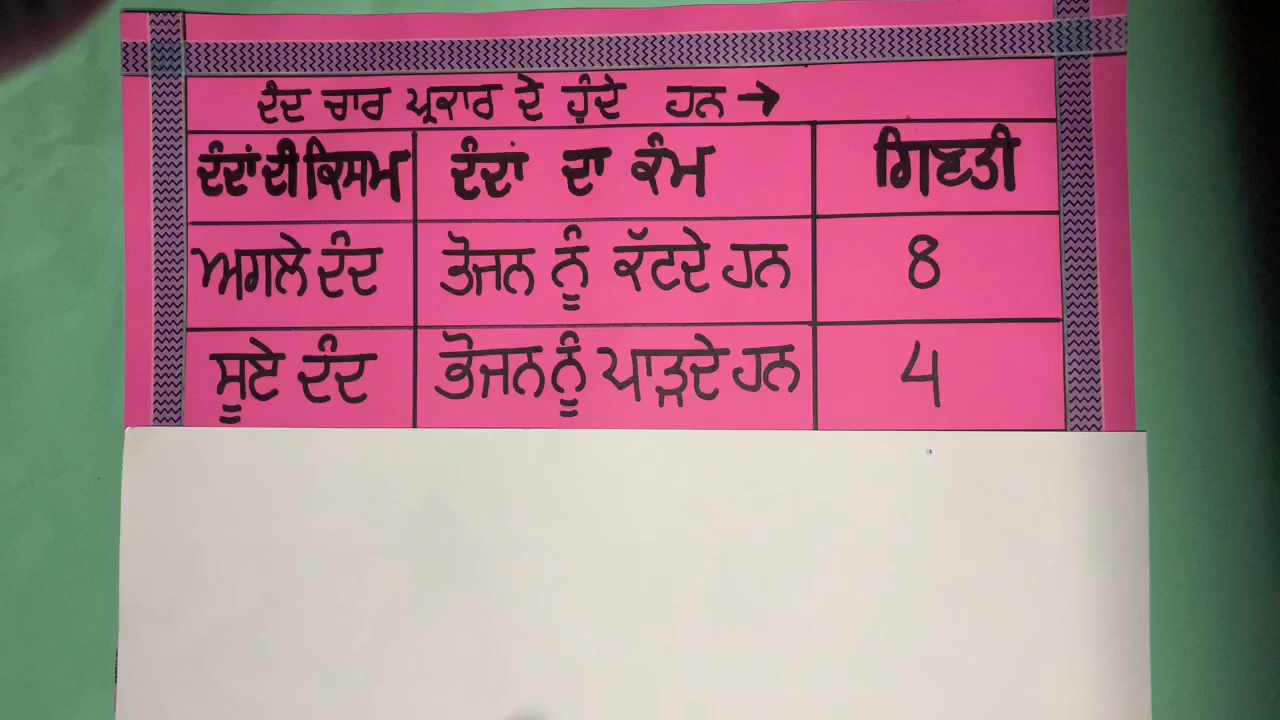 ਦੰਦ ਚਾਰ ਪ੍ਰਕਾਰ ਦੇ ਹੁੰਦੇ ਹਨ →
ਦੰਦਾਂ ਦੀ ਕਿਸਮ ਦੰਦਾਂ ਦਾ ਕੰਮ ਗਿਣਤੀ
ਅਗਲੇ ਦੰਦ ਭੋਜਨ ਨੂੰ ਕੱਟਦੇ ਹਨ 8
ਸੂਏ ਦੰਦ ਭੋਜਨ ਨੂੰ ਪਾੜਦੇ ਹਨ 4